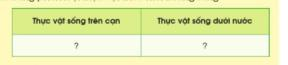 Thực vật sống trên cạn Thực vật sống dưới nước
? ?